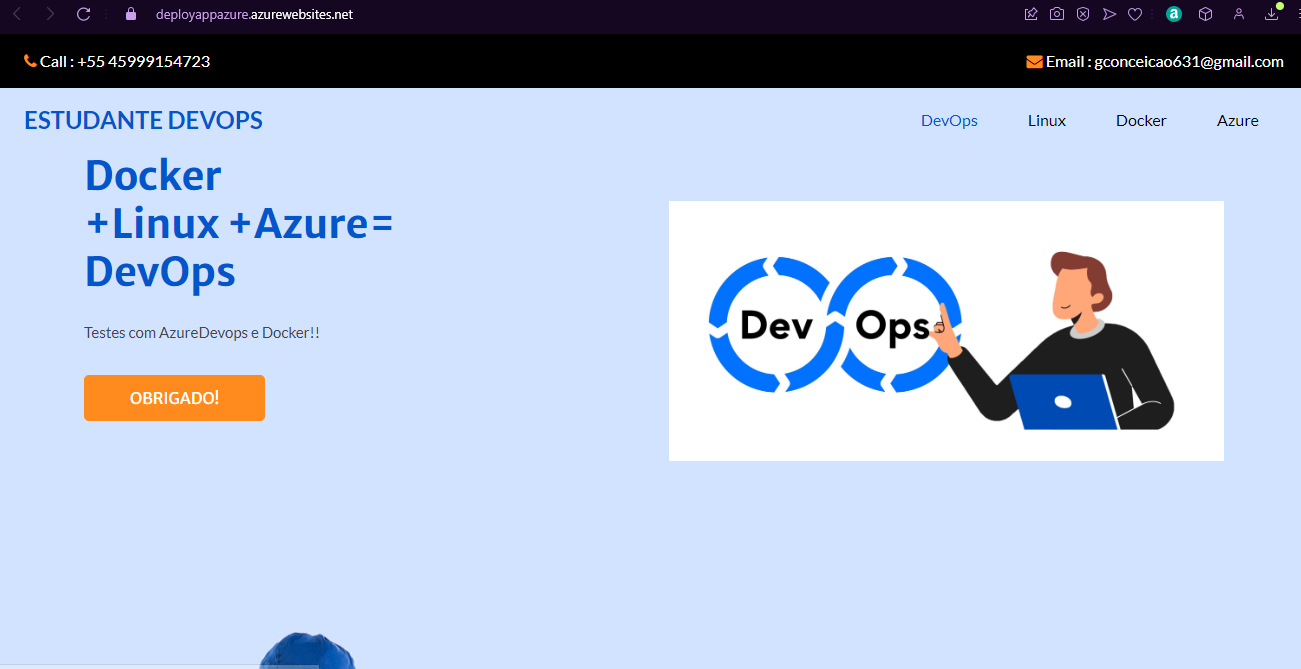 deployappazure.azurewebsites.net
Call : +55 45999154723
Email : gconceicao631@gmail.com
ESTUDANTE DEVOPS
DevOps
Linux
Docker
Azure
Docker
+Linux +Azure=
DevOps
Testes com AzureDevops e Docker!!
OBRIGADO!
Dev Ops